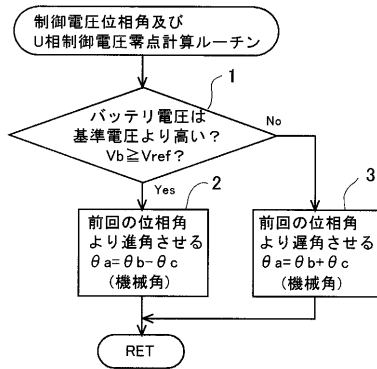 制御電圧位相角及び
U相制御電圧零点計算ルーチン
1
バッテリ電圧は
基準電圧より高い?
Vb≧Vref?
No
Yes
2
前回の位相角
より進角させる
θa=θb-θc
(機械角)
3
前回の位相角
より遅角させる
θa=θb+θc
(機械角)
RET